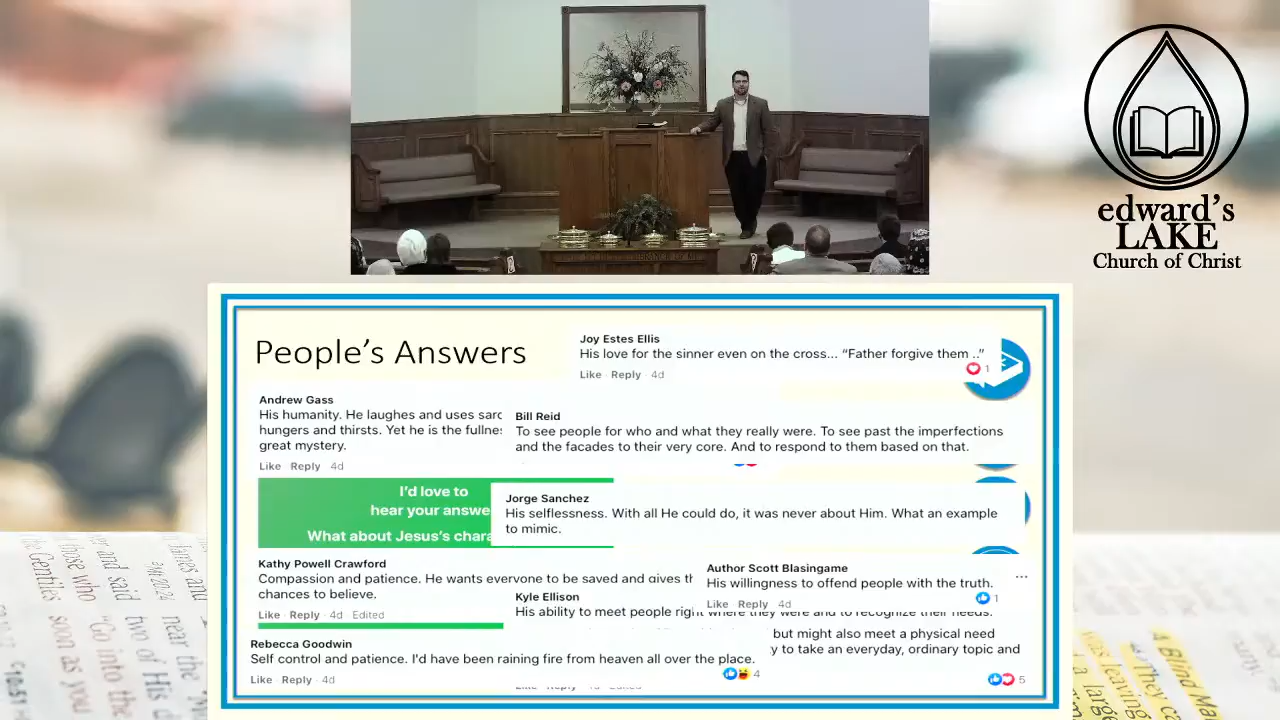 edward's
LAKE
Church of Christ
People's Answers
Joy Estes Ellis
His love for the sinner even on the cross... “Father forgive them ..”
Like · Reply · 4d
1
Andrew Gass
His humanity. He laughes and uses sarc
hungers and thirsts. Yet he is the fullne
great mystery.
Like Reply 4d
Bill Reid
To see people for who and what they really were. To see past the imperfections
and the facades to their very core. And to respond to them based on that.
I'd love to
hear your answe
What about Jesus's chara
Jorge Sanchez
His selflessness. With all He could do, it was never about Him. What an example
to mimic.
Kathy Powell Crawford
Compassion and patience. He wants everyone to be saved and gives th
chances to believe.
Like · Reply · 4d Edited
Author Scott Blasingame
His willingness to offend people with the truth.
...
Like Reply 4d
1
Kyle Ellison
His ability to meet people right where they were and to recognize their needs.
but might also meet a physical need
y to take an everyday, ordinary topic and
5
Rebecca Goodwin
Self control and patience. I'd have been raining fire from heaven all over the place.
Like · Reply · 4d
4